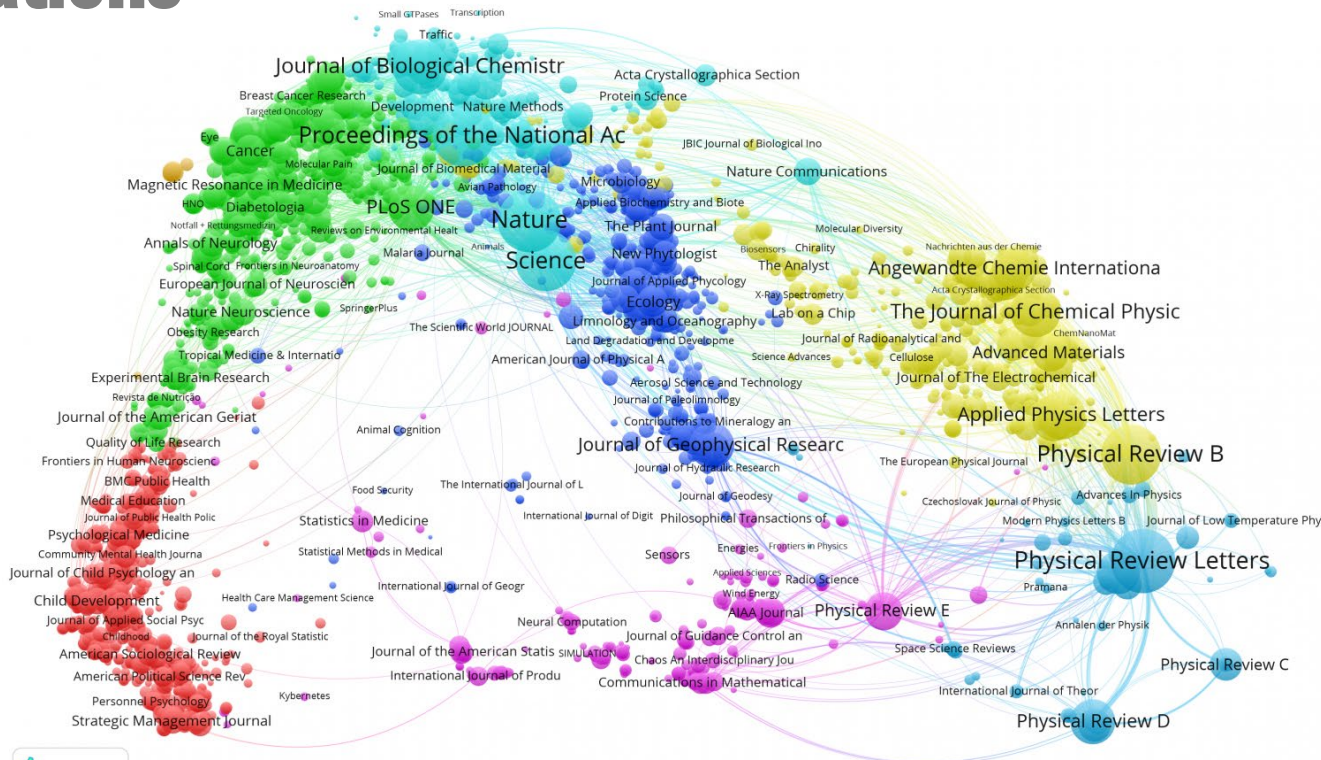 Small GTPases
Transcription
Traffic
Journal of Biological Chemistr
Acta Crystallographica Section
Breast Cancer Research
Protein Science
Targeted Oncology
Development
Nature Methods
Eye
Proceedings of the National Ac
JBIC Journal of Biological Ino
Cancer
Molecular Pain
Journal of Biomedical Material
Nature Communications
Magnetic Resonance in Medicine
Avian Pathology
Microbiology
HNO
Diabetologia
PLoS ONE
Applied Biochemistry and Biote
Nature
Notfall + Rettungsmedizin
Reviews on Environmental Healt
The Plant Journal
Molecular Diversity
Annals of Neurology
Malaria Journal
Animals
New Phytologist
Biosensors
Chirality
Nachrichten aus der Chemie
Science
Spinal Cord
Frontiers in Neuroanatomy
The Analyst
Angewandte Chemie Internationa
European Journal of Neuroscien
Journal of Applied Phycology
Acta Crystallographica Section
X-Ray Spectrometry
Nature Neuroscience
SpringerPlus
Ecology
Lab on a Chip
The Journal of Chemical Physic
Limnology and Oceanography
Obesity Research
The Scientific World JOURNAL
ChemNanoMat
Land Degradation and Developme
Journal of Radioanalytical and
Tropical Medicine & Internatio
American Journal of Physical A
Science Advances
Cellulose
Advanced Materials
Experimental Brain Research
Aerosol Science and Technology
Journal of The Electrochemical
Revista de Nutrição
Journal of Paleolimnology
Journal of the American Geriat
Contributions to Mineralogy an
Applied Physics Letters
Animal Cognition
Quality of Life Research
Journal of Geophysical Researc
Physical Review B
Frontiers in Human Neuroscienc
Journal of Hydraulic Research
The European Physical Journal
BMC Public Health
Food Security
The International Journal of L
Medical Education
Journal of Geodesy
Czechoslovak Journal of Physic
Advances In Physics
Journal of Public Health Polic
Statistics in Medicine
International Journal of Digit
Philosophical Transactions of
Modern Physics Letters B
Journal of Low Temperature Phy
Psychological Medicine
Community Mental Health Journa
Statistical Methods in Medical
Sensors
Energies
Frontiers in Physics
Physical Review Letters
Journal of Child Psychology an
Applied Sciences
Radio Science
International Journal of Geogr
Pramana
Child Development
Health Care Management Science
Wind Energy
AIAA Journal
Physical Review E
Journal of Applied Social Psyc
Neural Computation
Annalen der Physik
Childhood
Journal of the Royal Statistic
Journal of Guidance Control an
American Sociological Review
Journal of the American Statis
SIMULATION
Chaos An Interdisciplinary Jou
Space Science Reviews
Physical Review C
American Political Science Rev
International Journal of Produ
Communications in Mathematical
International Journal of Theor
Personnel Psychology
Kybernetes
Strategic Management Journal
Physical Review D